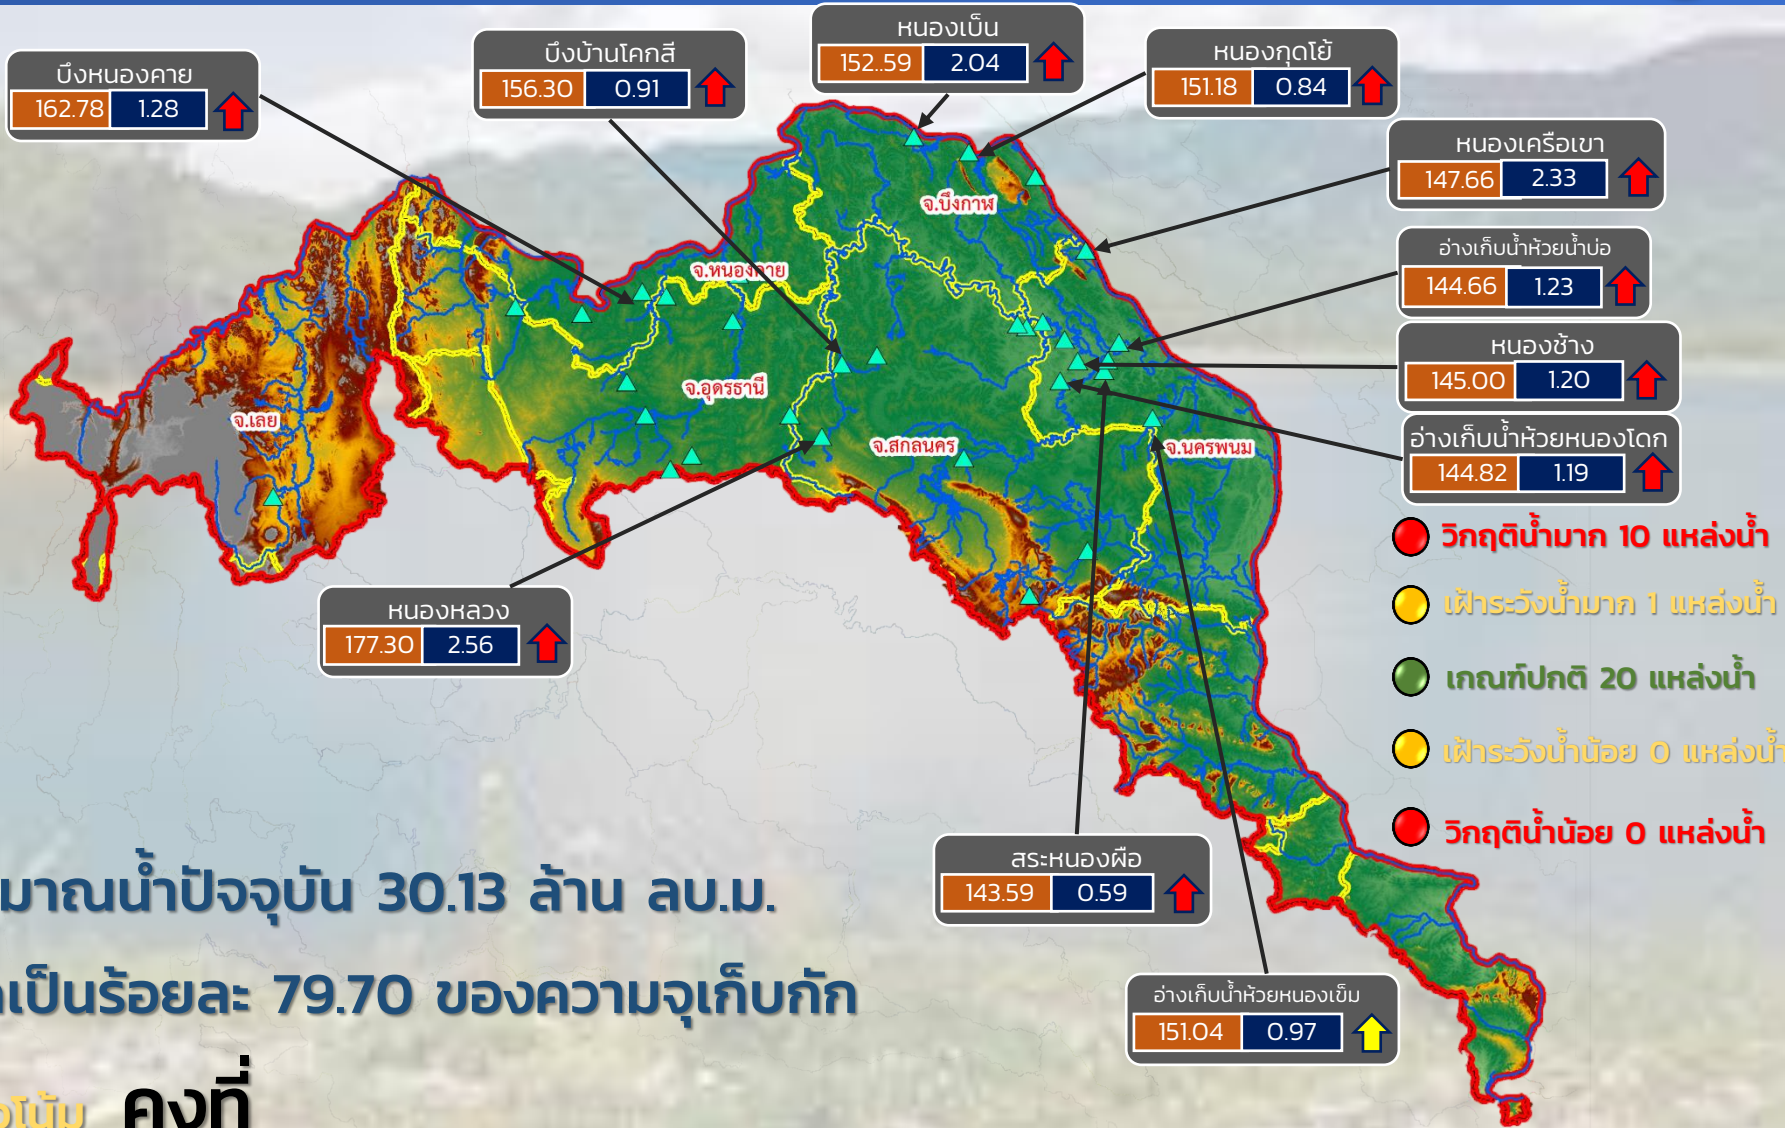 หนองเบ็น
152..59 2.04
บึงบ้านโคกสี
156.30 0.91
หนองกุดโย้
151.18 0.84
บึงหนองคาย
162.78 1.28
หนองเครือเขา
147.66 2.33
จ.บึงกาฬ
อ่างเก็บน้ำห้วยน้ำบ่อ
144.66 1.23
จ.หนองคาย
หนองช้าง
145.00 1.20
จ.อุดรธานี
จ.เลย
จ.สกลนคร
จ.นครพนม
อ่างเก็บน้ำห้วยหนองโดก
144.82 1.19
วิกฤติน้ำมาก 10 แหล่งน้ำ
เฝ้าระวังน้ำมาก 1 แหล่งน้ำ
เกณฑ์ปกติ 20 แหล่งน้ำ
เฝ้าระวังน้ำน้อย 0 แหล่งน้ำ
วิกฤติน้ำน้อย 0 แหล่งน้ำ
หนองหลวง
177.30 2.56
สระหนองผือ
143.59 0.59
อ่างเก็บน้ำห้วยหนองเข็ม
151.04 0.97
มาณน้ำปัจจุบัน 30.13 ล้าน ลบ.ม.
เป็นร้อยละ 79.70 ของความจุเก็บกัก
โน้ม คงที่